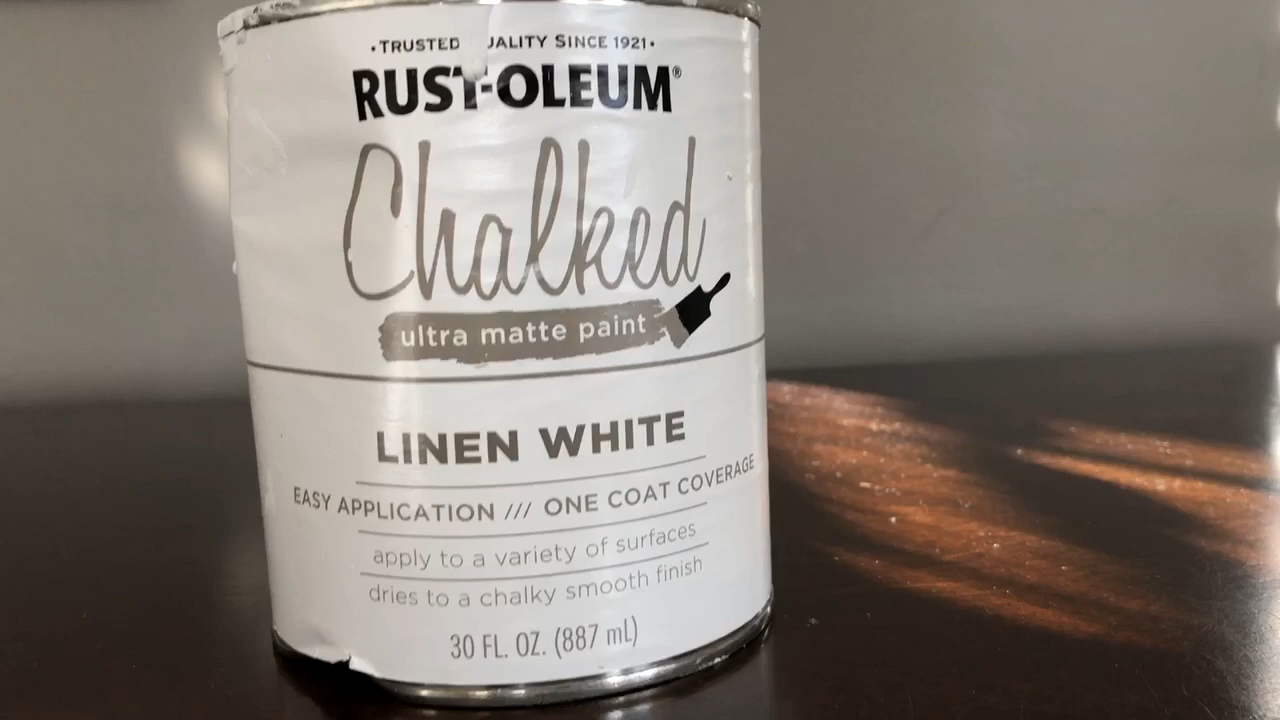 •TRUSTED UALITY SINCE 1921•
RUST-OLEUM®
Chalked
ultra matte paint
LINEN WHITE
EASY APPLICATION /// ONE COAT COVERAGE
apply to a variety of surfaces
dries to a chalky smooth finish
30 FL. OZ. (887 mL)